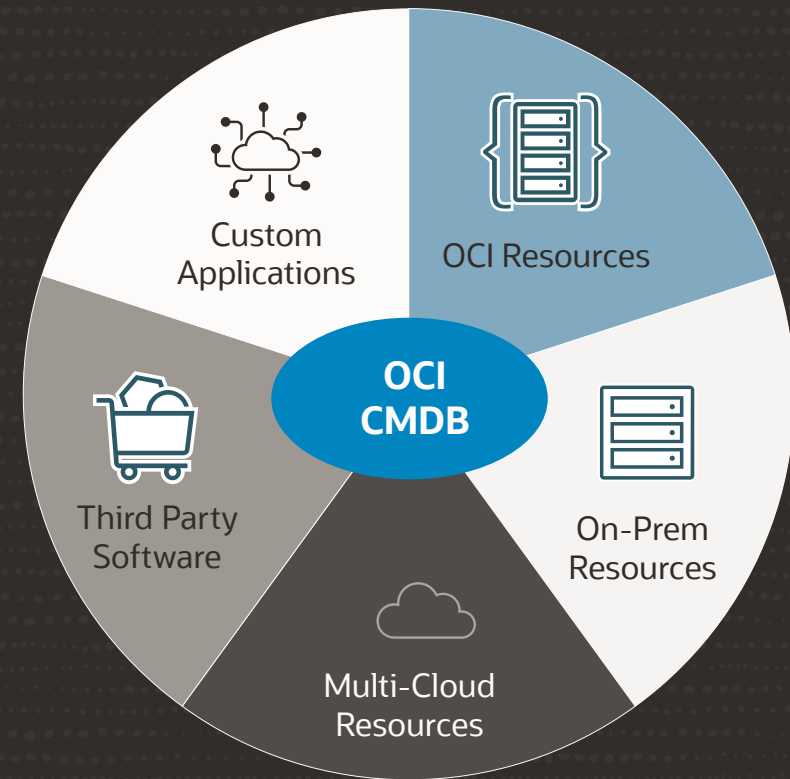 Custom
Applications
OCI Resources
OCI
CMDB
Third Party
Software
On-Prem
Resources
Multi-Cloud
Resources